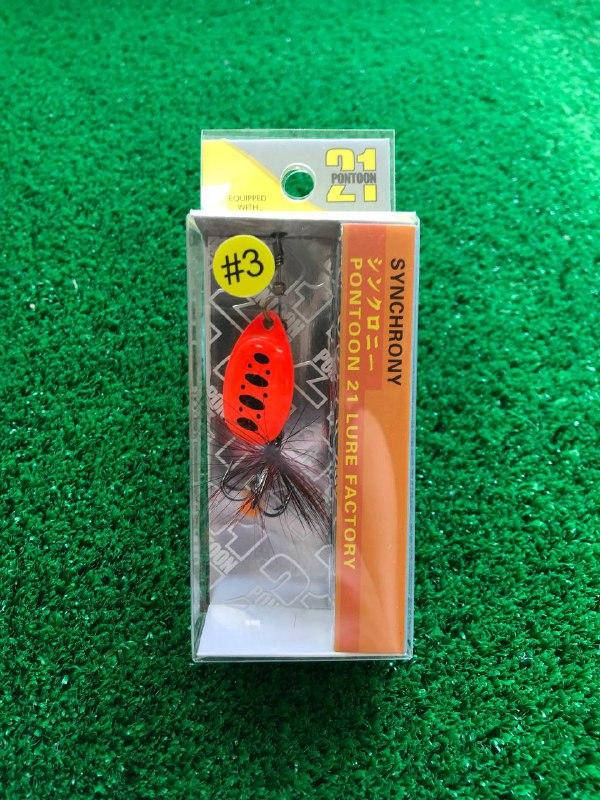 21
PONTOON
EQUIPPED
WITH...
#3
SYNCHRONY
シンクロニー
PONTOON 21 LURE FACTORY